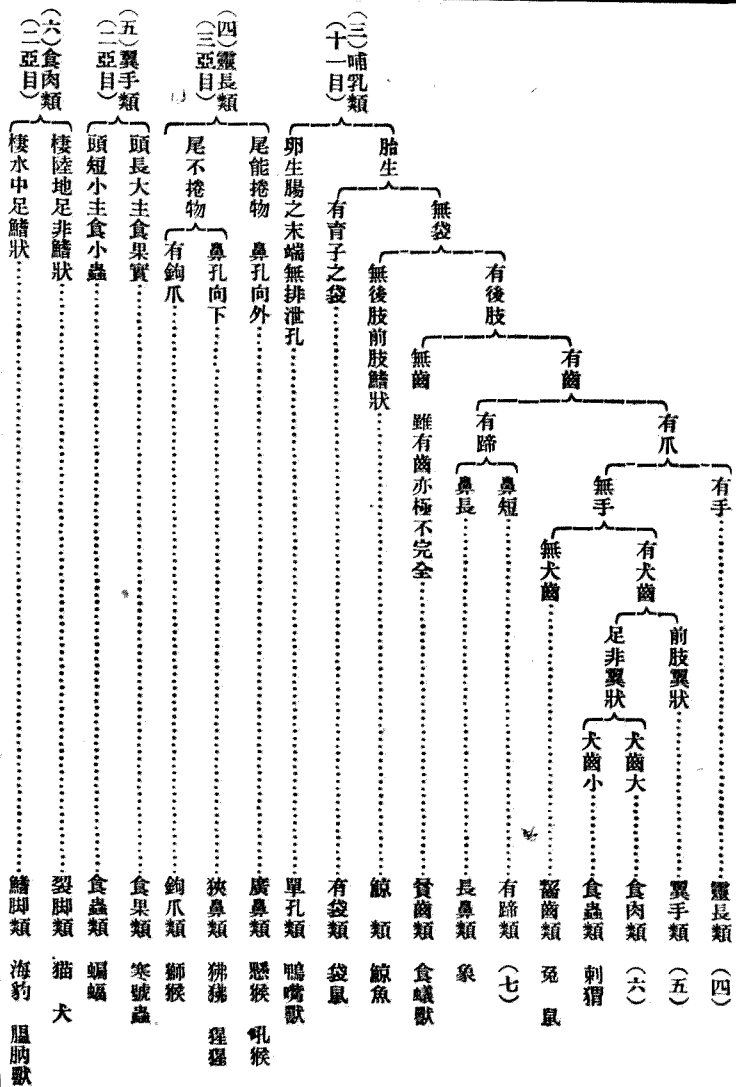 （三）哺乳類
（十一目）
胎生
無袋
有後肢
有齒
有爪
有手 靈長類 （四）
無手
有犬齒
前肢翼狀 翼手類 （五）
足非翼狀
犬齒大 食肉類 （六）
犬齒小 食蟲類 刺猬
無犬齒 齧齒類 兔 鼠
有蹄
鼻短 有蹄類 （七）
鼻長 長鼻類 象
無齒 雖有齒亦極不完全 貧齒類 食蟻獸
無後肢前肢鰭狀 鯨類 鯨魚
有育子之袋 有袋類 袋鼠
卵生腸之末端無排泄孔 單孔類 鴨嘴獸
（四）靈長類
（三亞目）
尾能捲物 鼻孔向外 廣鼻類 懸猴 吼猴
尾不捲物
鼻孔向下 狹鼻類 狒狒 猩猩
有鉤爪 鉤爪類 獅猴
（五）翼手類
（二亞目）
頭長大主食果實 食果類 寒號蟲
頭短小主食小蟲 食蟲類 蝙蝠
（六）食肉類
（二亞目）
棲陸地足非鰭狀 裂脚類 猫 犬
棲水中足鰭狀 鰭脚類 海豹 膃肭獸